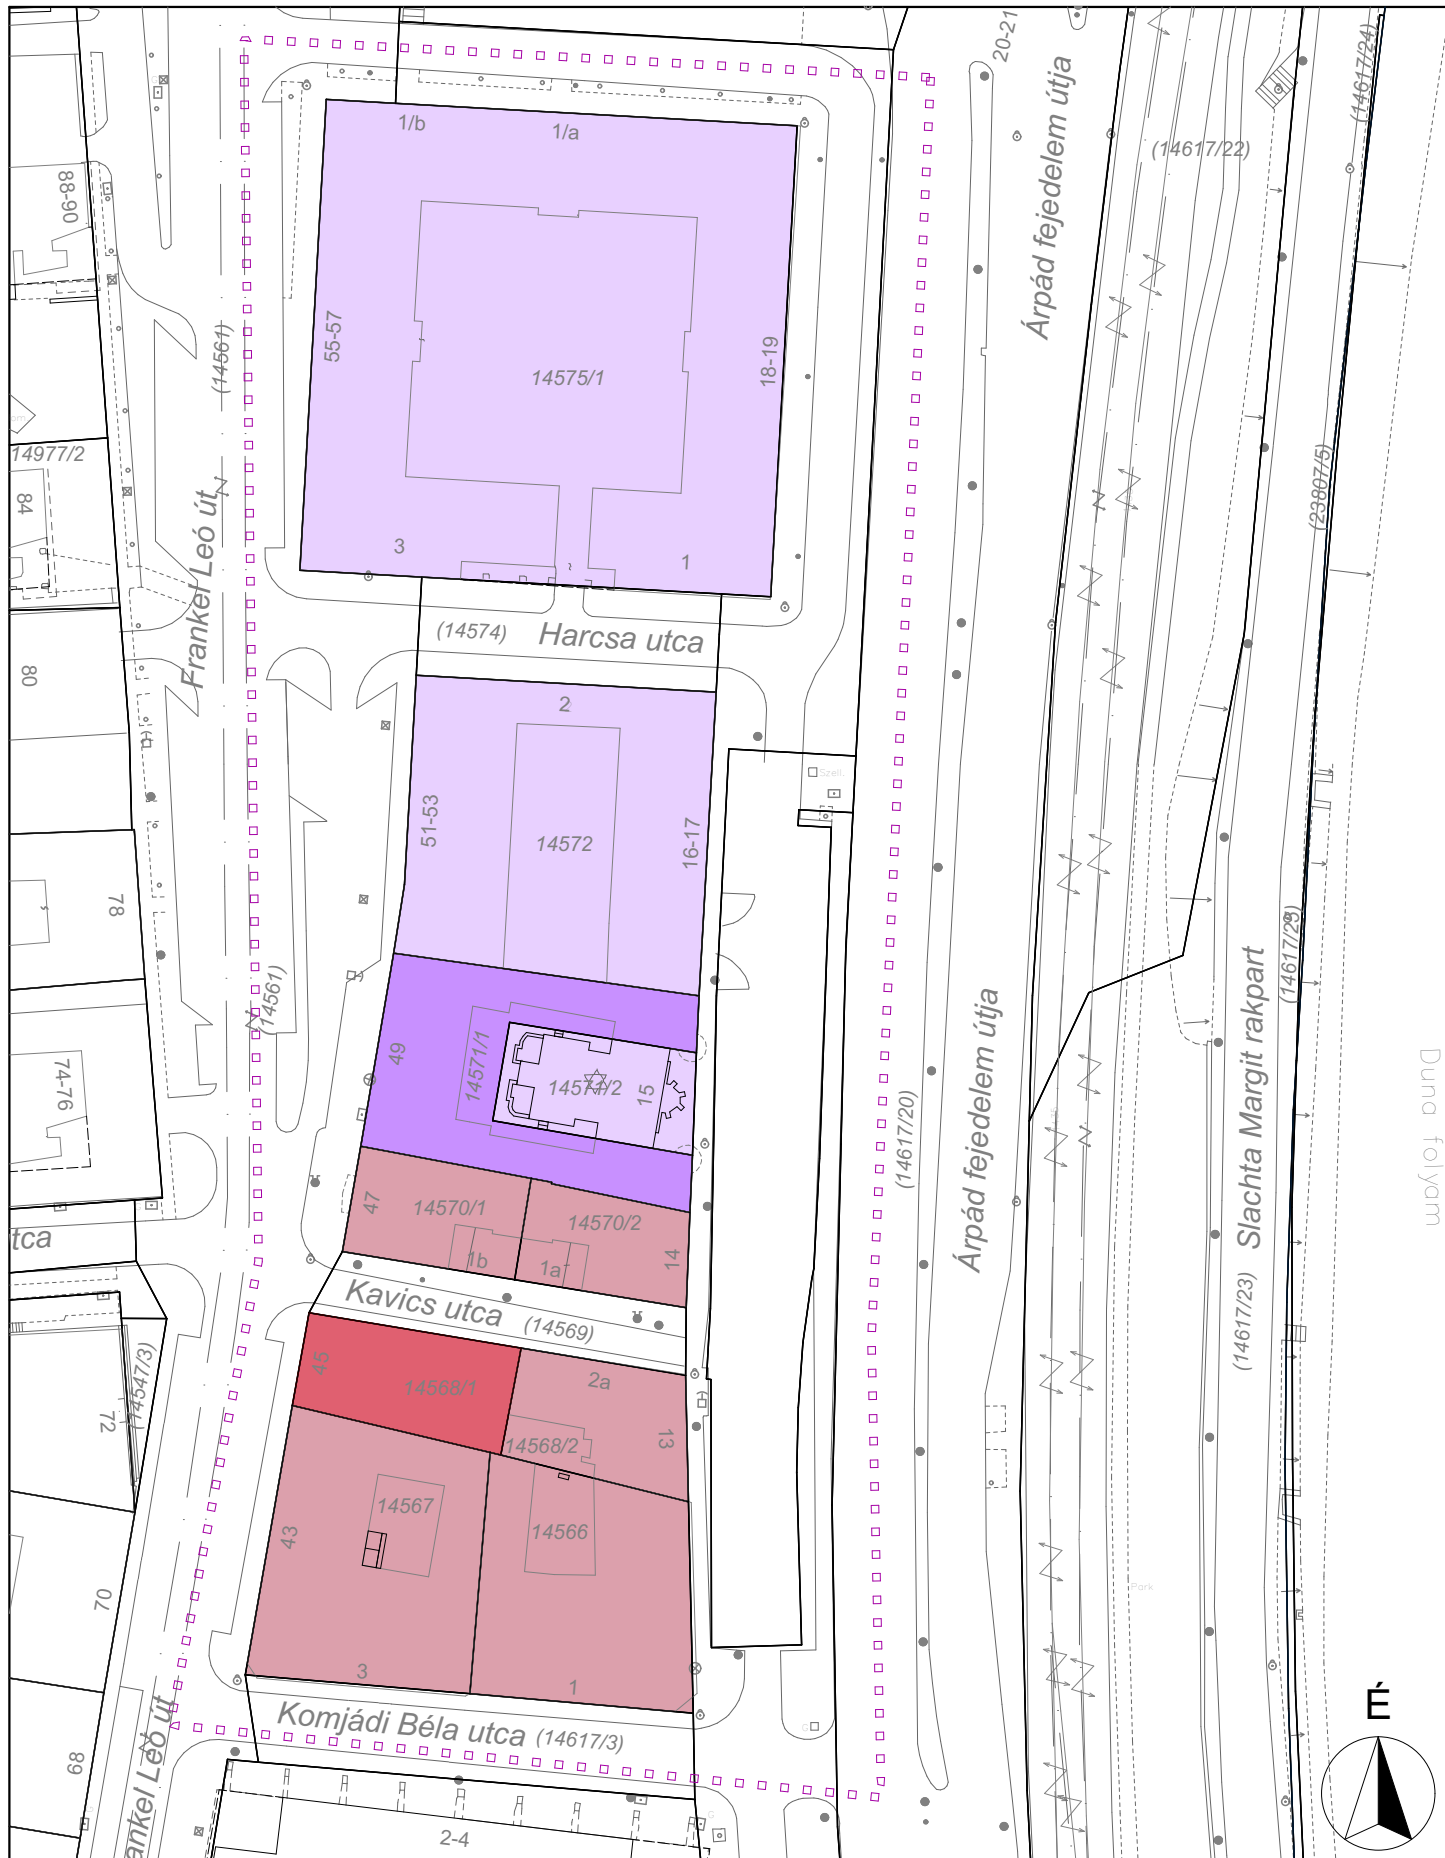 20-21
(14617/24)
1/b
1/a
Árpád fejedelem útja
(14617/22)
88-90
55-57
(14561)
18-19
14575/1
14977/2
84
(23807/5)
Frankel Leó út
3
1
(14574)
Harcsa utca
80
2
Szell.
51-53
14572
16-17
78
(14617/25)
(14561)
49
14571/1
14571/2
15
74-76
Árpád fejedelem útja
(14617/20)
Slachta Margit rakpart
Duna folyam
47
14570/1
14570/2
14
1b
1a
tca
Kavics utca
(14569)
(14617/23)
45
14568/1
2a
13
(14547/3)
72
14568/2
14567
14566
43
Park
70
3
1
Komjádi Béla utca
(14617/3)
É
68
ankel Leó út
2-4